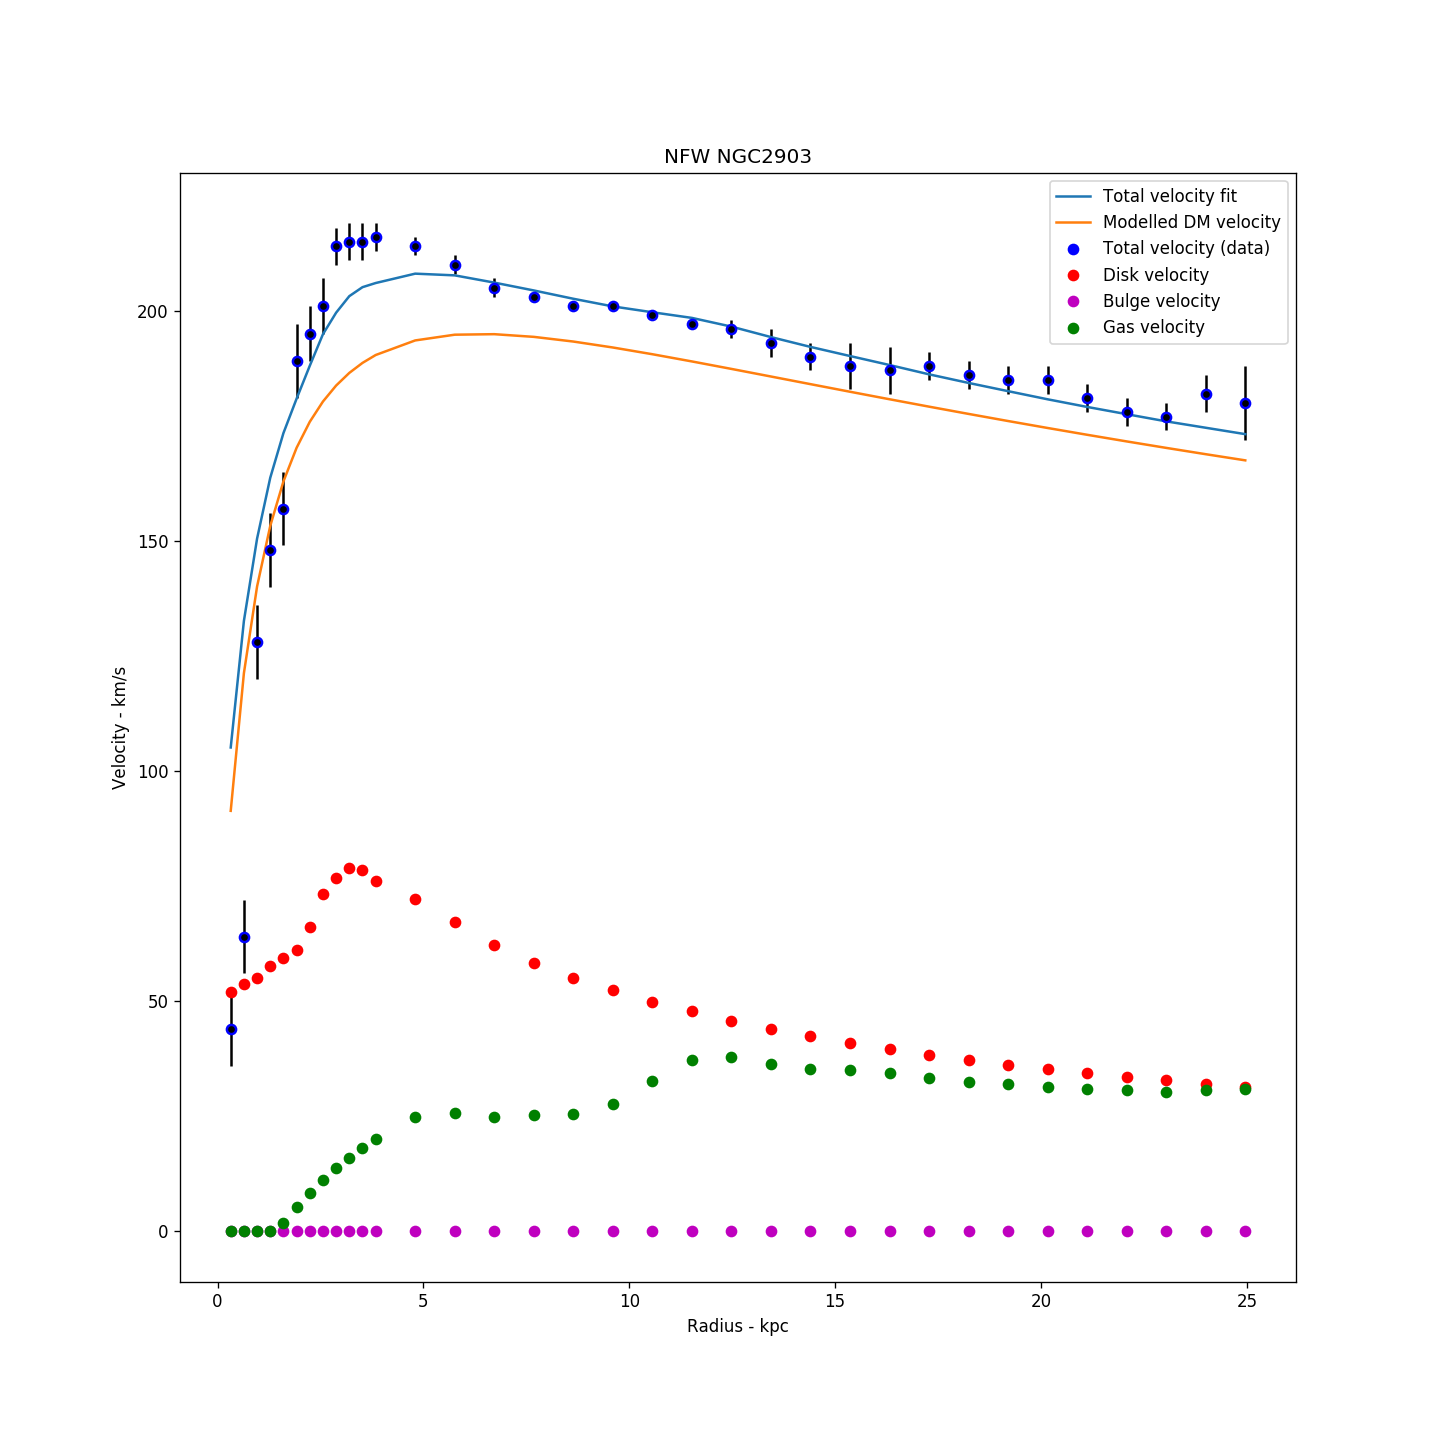 NFW NGC2903
Total velocity fit
Modelled DM velocity
Total velocity (data)
Disk velocity
Bulge velocity
Gas velocity
200
150
100
50
0
Velocity - km/s
0 5 10 15 20 25
Radius - kpc